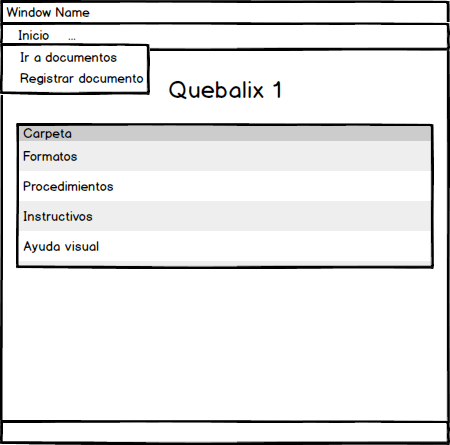 Window Name
Inicio ...
Ir a documentos
Registrar documento
Quebalix 1
Carpeta
Formatos
Procedimientos
Instructivos
Ayuda visual